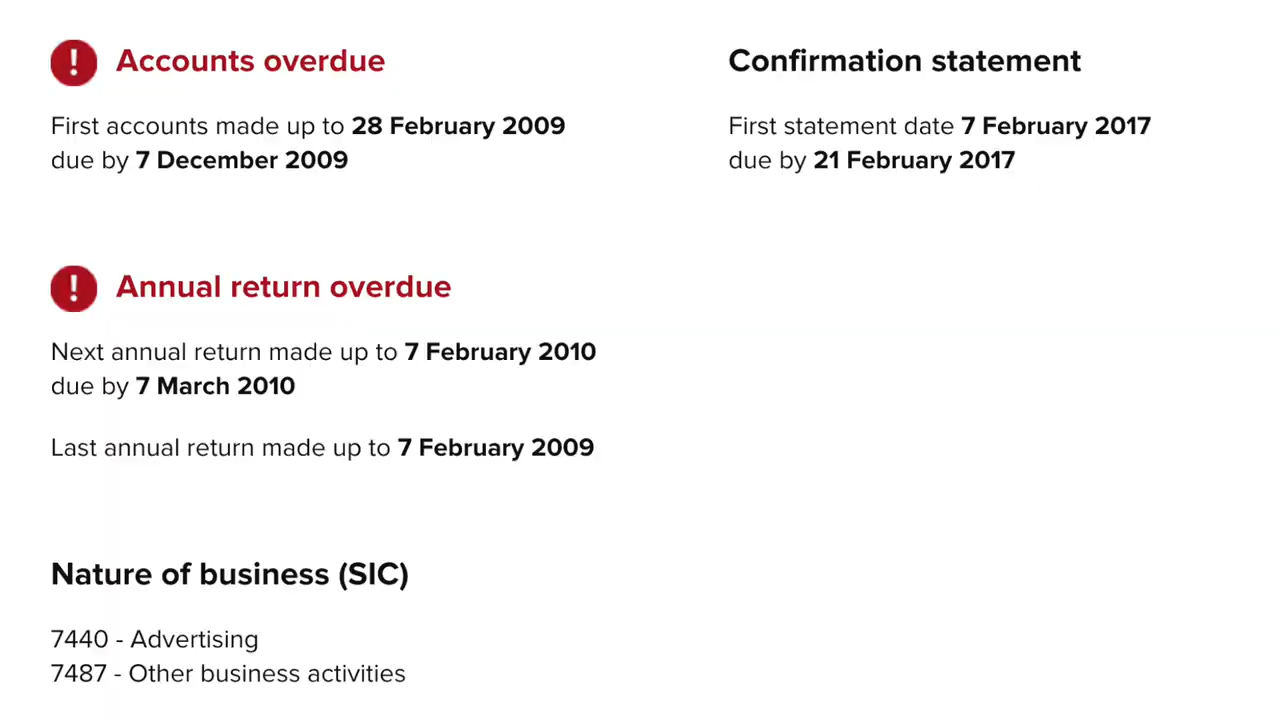 Accounts overdue
First accounts made up to 28 February 2009
due by 7 December 2009
Confirmation statement
First statement date 7 February 2017
due by 21 February 2017
Annual return overdue
Next annual return made up to 7 February 2010
due by 7 March 2010
Last annual return made up to 7 February 2009
Nature of business (SIC)
7440 - Advertising
7487 - Other business activities